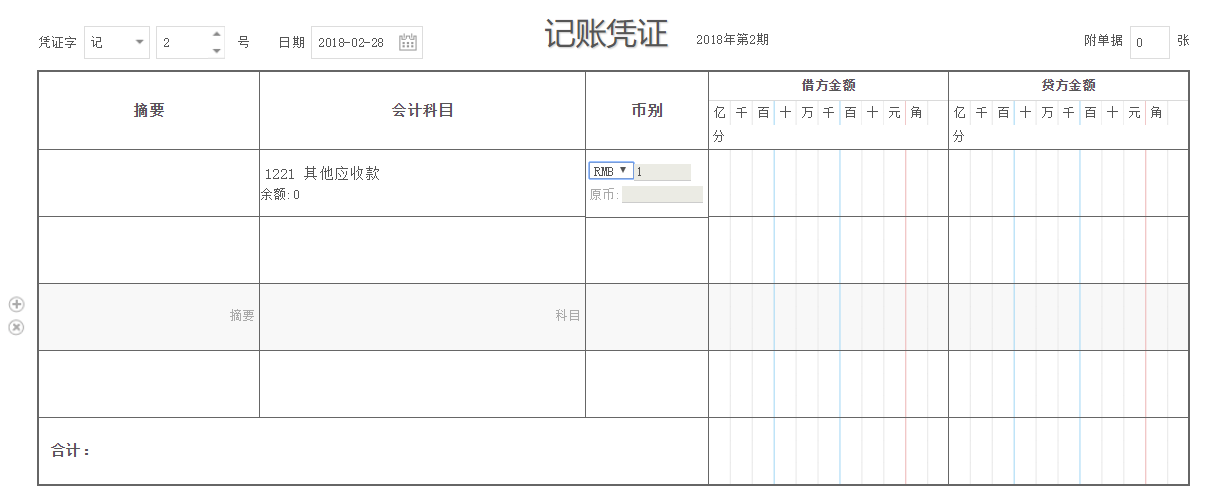 记账凭证
凭证字 记 2 号 日期 2018-02-28 2018年第2期 附单据 0 张
摘要 会计科目 币别 借方金额 贷方金额
亿 千 百 十 万 千 百 十 元 角 亿 千 百 十 万 千 百 十 元 角
分 分
1221 其他应收款 RMB 1
余额:0 原币:
摘要 科目
合计：